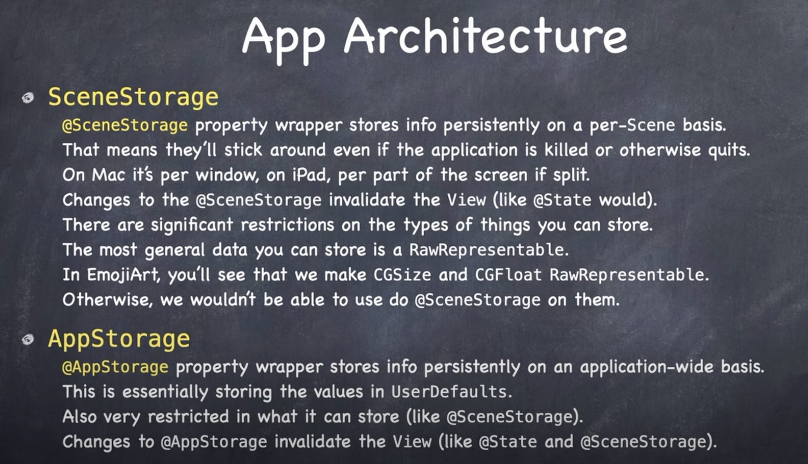 App Architecture
SceneStorage
@SceneStorage property wrapper stores info persistently on a per-Scene basis.
That means they'll stick around even if the application is killed or otherwise quits.
On Mac it's per window, on iPad, per part of the screen if split.
Changes to the @SceneStorage invalidate the View (like @State would).
There are significant restrictions on the types of things you can store.
The most general data you can store is a RawRepresentable.
In EmojiArt, you'll see that we make CGSize and CGFloat RawRepresentable.
Otherwise, we wouldn't be able to use do @SceneStorage on them.
AppStorage
@AppStorage property wrapper stores info persistently on an application-wide basis.
This is essentially storing the values in UserDefaults.
Also very restricted in what it can store (like @SceneStorage).
Changes to @AppStorage invalidate the View (like @State and @SceneStorage).